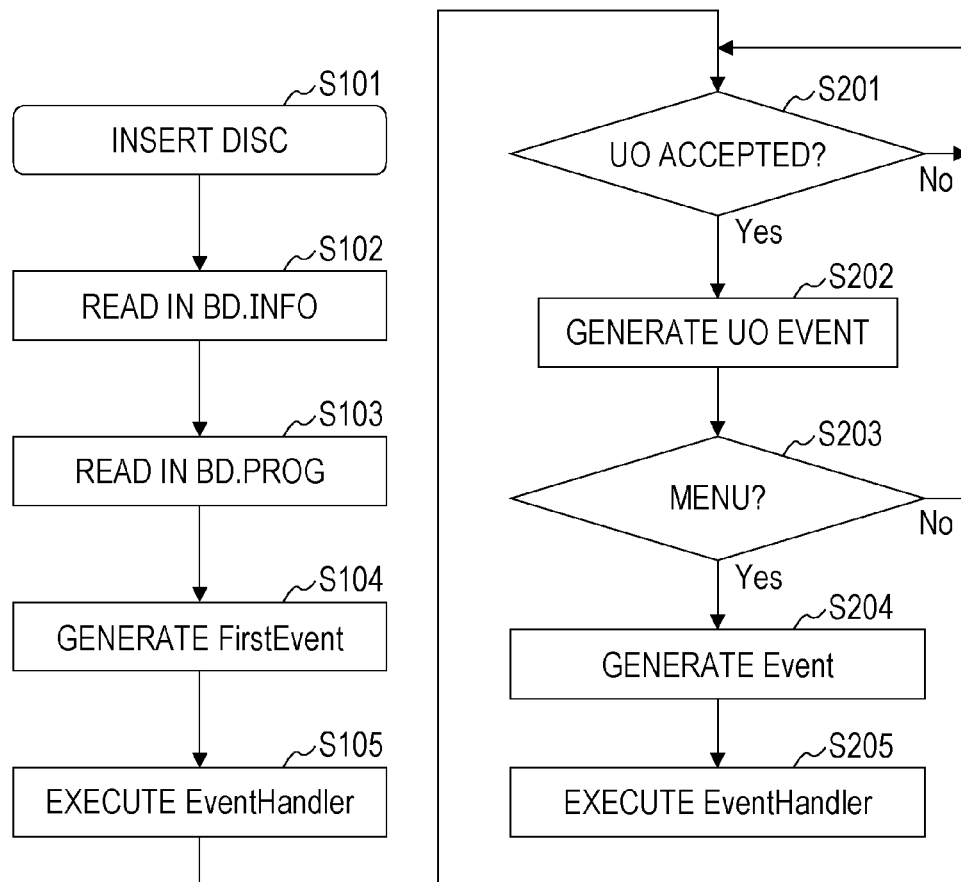 S101
INSERT DISC
S102
READ IN BD.INFO
S103
READ IN BD.PROG
S104
GENERATE FirstEvent
S105
EXECUTE EventHandler
S201
UO ACCEPTED?
No
Yes
S202
GENERATE UO EVENT
S203
MENU?
No
Yes
S204
GENERATE Event
S205
EXECUTE EventHandler